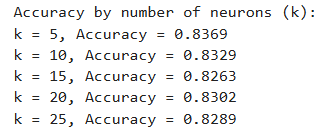 Accuracy by number of neurons (k):
k = 5, Accuracy = 0.8369
k = 10, Accuracy = 0.8329
k = 15, Accuracy = 0.8263
k = 20, Accuracy = 0.8302
k = 25, Accuracy = 0.8289